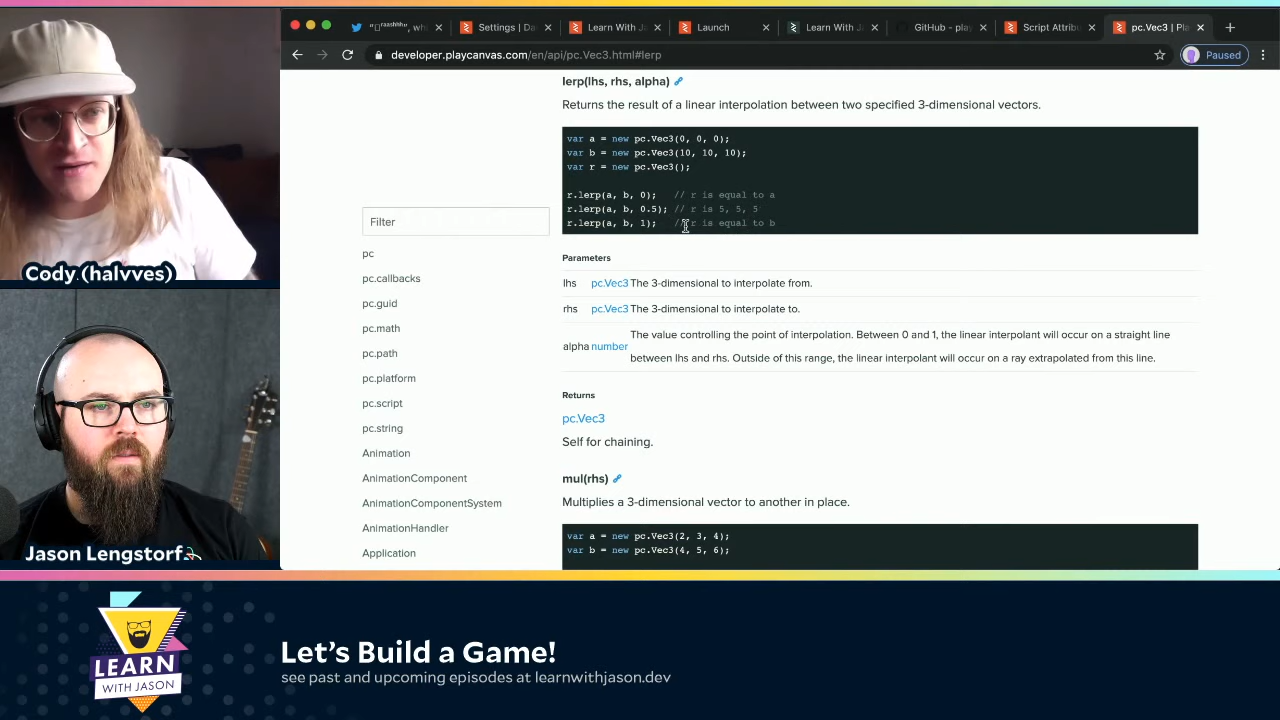 "raashhh", wh
Settings | Da
Learn With Ja
Launch
Learn With Ja
GitHub - play
Script Attribu
pc.Vec3 | Pla
developer.playcanvas.com/en/api/pc.Vec3.html#lerp
Paused
lerp(lhs, rhs, alpha)
Returns the result of a linear interpolation between two specified 3-dimensional vectors.
var a = new pc.Vec3(0, 0, 0);
var b = new pc.Vec3(10, 10, 10);
var r = new pc.Vec3();
r.lerp(a, b, 0);   // r is equal to a
r.lerp(a, b, 0.5); // r is 5, 5, 5
r.lerp(a, b, 1);   // r is equal to b
Filter
pc
pc.callbacks
pc.guid
pc.math
pc.path
pc.platform
pc.script
pc.string
Animation
AnimationComponent
AnimationComponentSystem
AnimationHandler
Application
Parameters
lhs pc.Vec3 The 3-dimensional to interpolate from.
rhs pc.Vec3 The 3-dimensional to interpolate to.
alpha number The value controlling the point of interpolation. Between 0 and 1, the linear interpolant will occur on a straight line
between lhs and rhs. Outside of this range, the linear interpolant will occur on a ray extrapolated from this line.
Returns
pc.Vec3
Self for chaining.
mul(rhs)
Multiplies a 3-dimensional vector to another in place.
var a = new pc.Vec3(2, 3, 4);
var b = new pc.Vec3(4, 5, 6);
Cody (halvves)
Jason Lengstorf
LEARN
WITH JASON
Let's Build a Game!
see past and upcoming episodes at learnwithjason.dev